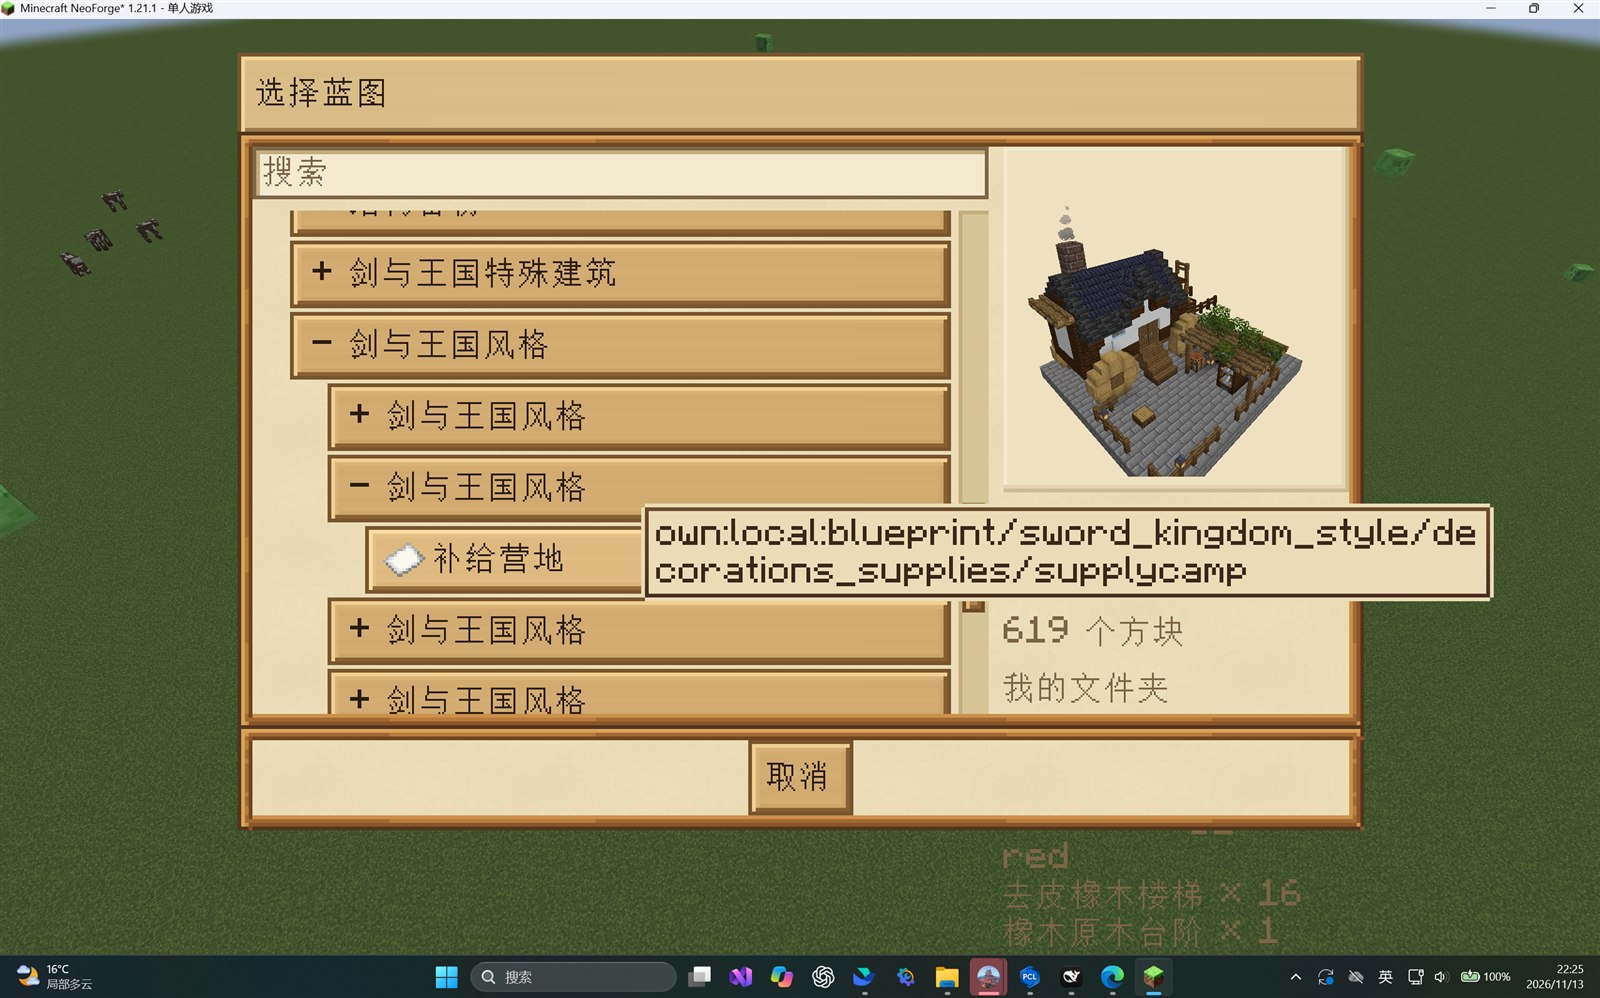 Minecraft NeoForge* 1.21.1 - 单人游戏
选择蓝图
搜索
+ 剑与王国特殊建筑
− 剑与王国风格
+ 剑与王国风格
− 剑与王国风格
补给营地
own:local:blueprint/sword_kingdom_style/de
corations_supplies/supplycamp
+ 剑与王国风格
+ 剑与王国风格
619 个方块
我的文件夹
取消
red
去皮橡木楼梯 × 16
橡木原木台阶 × 1
16°C
局部多云
搜索
PCL
英
100%
22:25
2026/11/13